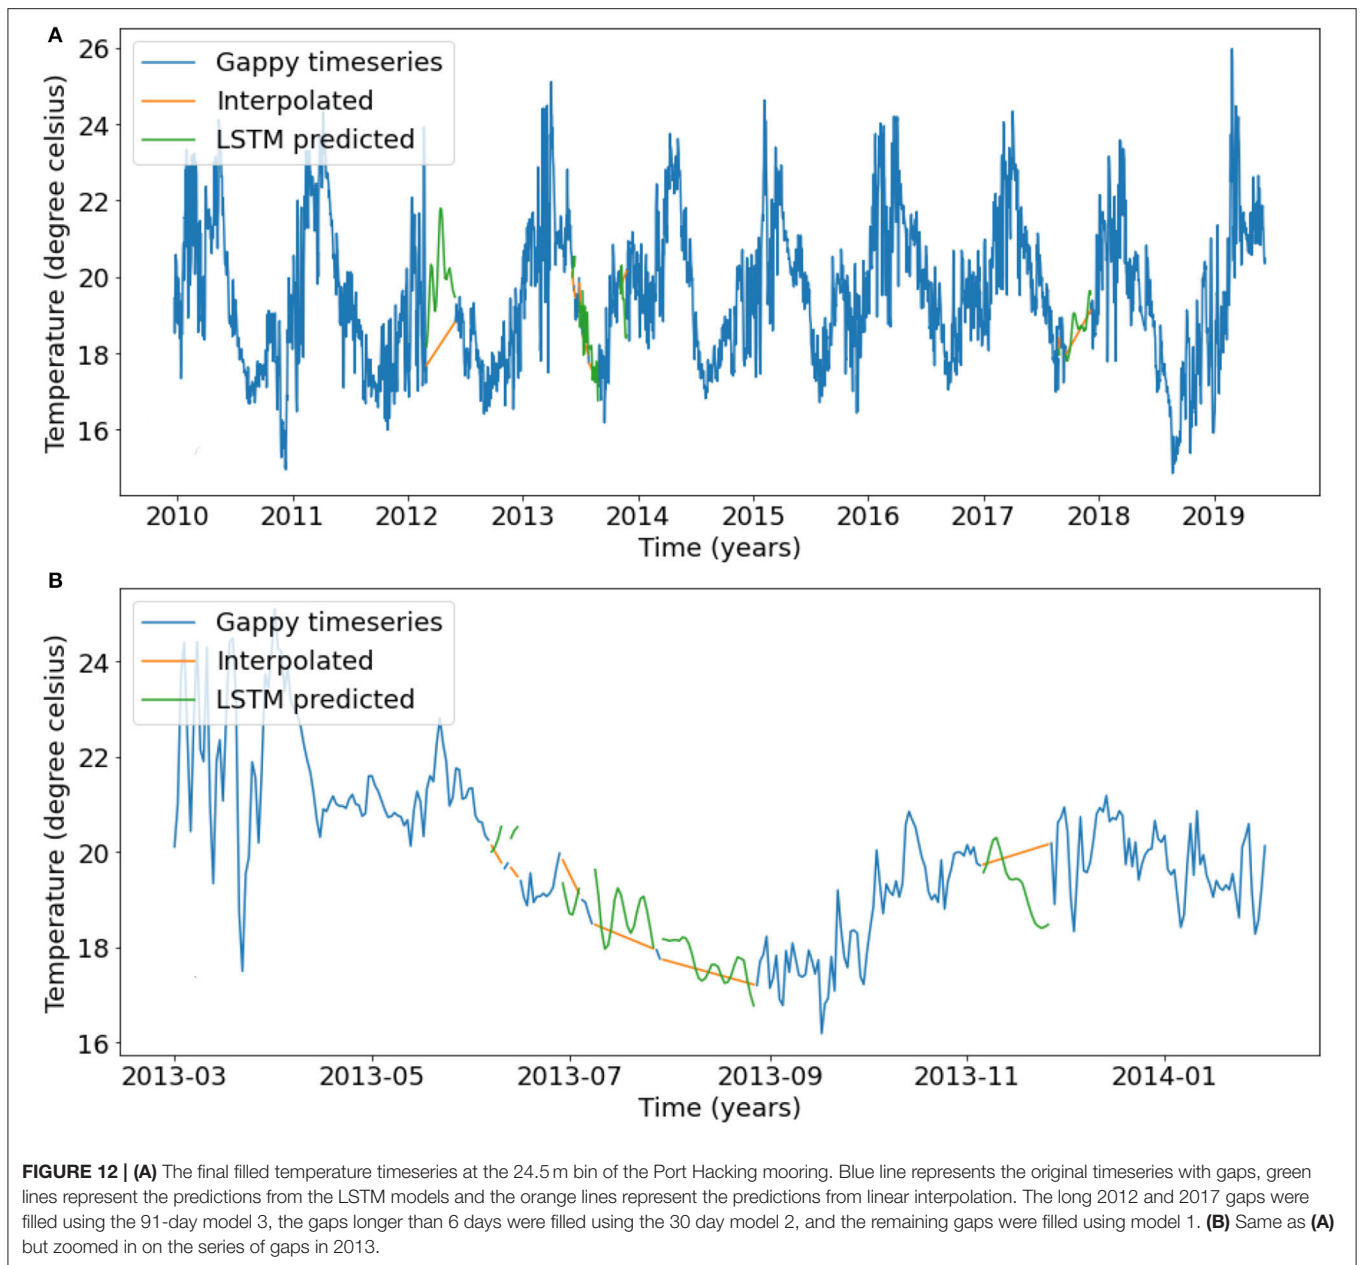 A
Gappy timeseries
Interpolated
LSTM predicted
Temperature (degree celsius)
26
24
22
20
18
16
2010 2011 2012 2013 2014 2015 2016 2017 2018 2019
Time (years)
B
Gappy timeseries
Interpolated
LSTM predicted
Temperature (degree celsius)
24
22
20
18
16
2013-03 2013-05 2013-07 2013-09 2013-11 2014-01
Time (years)
FIGURE 12 | (A) The final filled temperature timeseries at the 24.5 m bin of the Port Hacking mooring. Blue line represents the original timeseries with gaps, green
lines represent the predictions from the LSTM models and the orange lines represent the predictions from linear interpolation. The long 2012 and 2017 gaps were
filled using the 91-day model 3, the gaps longer than 6 days were filled using the 30 day model 2, and the remaining gaps were filled using model 1. (B) Same as (A)
but zoomed in on the series of gaps in 2013.